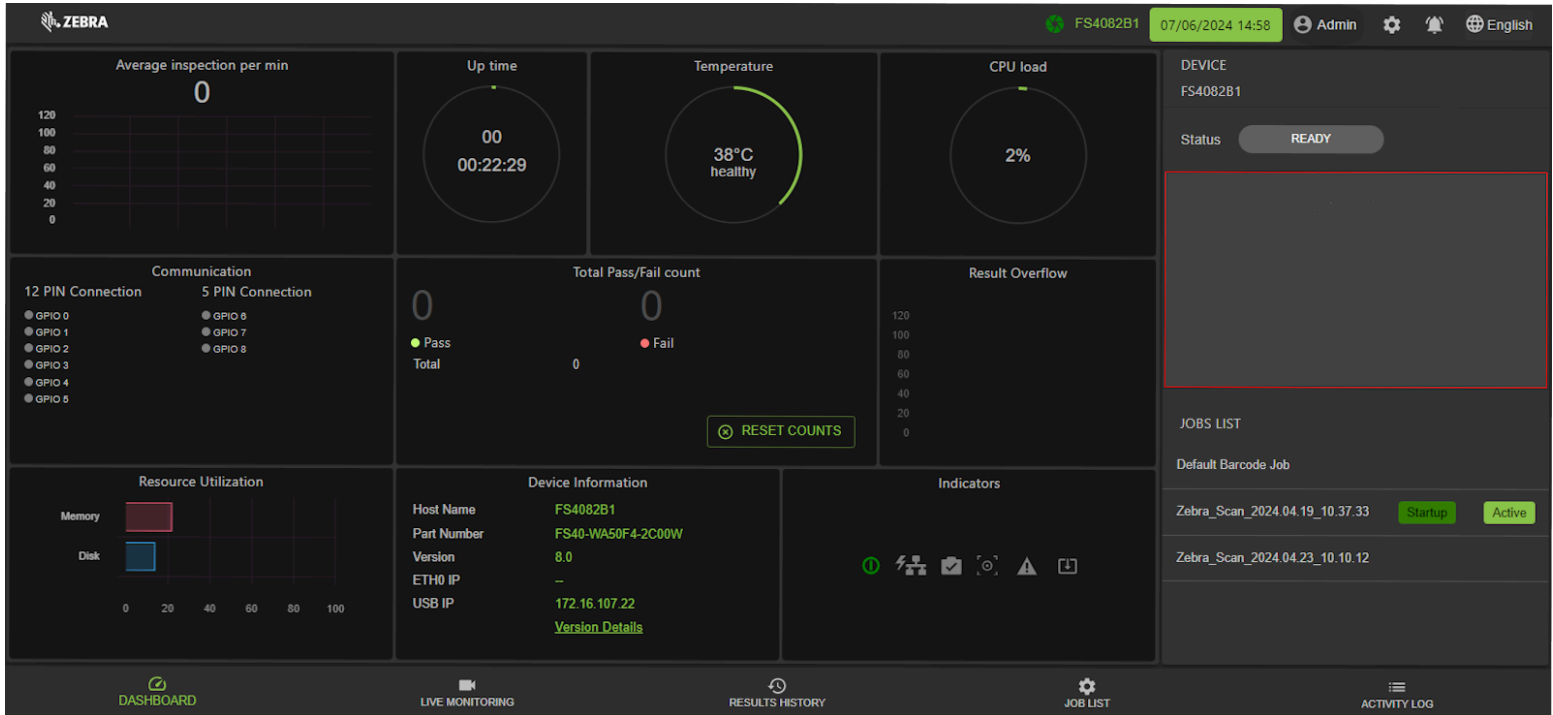 ZEBRA
FS4082B1
07/06/2024 14:58
Admin
English
Average inspection per min
0
120
100
80
60
40
20
0
Up time
00
00:22:29
Temperature
38°C
healthy
CPU load
2%
DEVICE
FS4082B1
Status READY
Communication
12 PIN Connection
GPIO 0
GPIO 1
GPIO 2
GPIO 3
GPIO 4
GPIO 5
5 PIN Connection
GPIO 6
GPIO 7
GPIO 8
Total Pass/Fail count
0 0
Pass Fail
Total 0
RESET COUNTS
Result Overflow
120
100
80
60
40
20
0
JOBS LIST
Default Barcode Job
Zebra_Scan_2024.04.19_10.37.33 Startup Active
Zebra_Scan_2024.04.23_10.10.12
Resource Utilization
Memory
Disk
0 20 40 60 80 100
Device Information
Host Name FS4082B1
Part Number FS40-WA50F4-2C00W
Version 8.0
ETH0 IP --
USB IP 172.16.107.22
Version Details
Indicators
DASHBOARD
LIVE MONITORING
RESULTS HISTORY
JOB LIST
ACTIVITY LOG